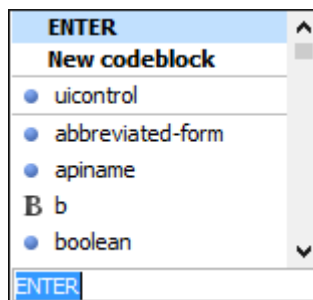 ENTER
New codeblock
uicontrol
abbreviated-form
apiname
B b
boolean
ENTER